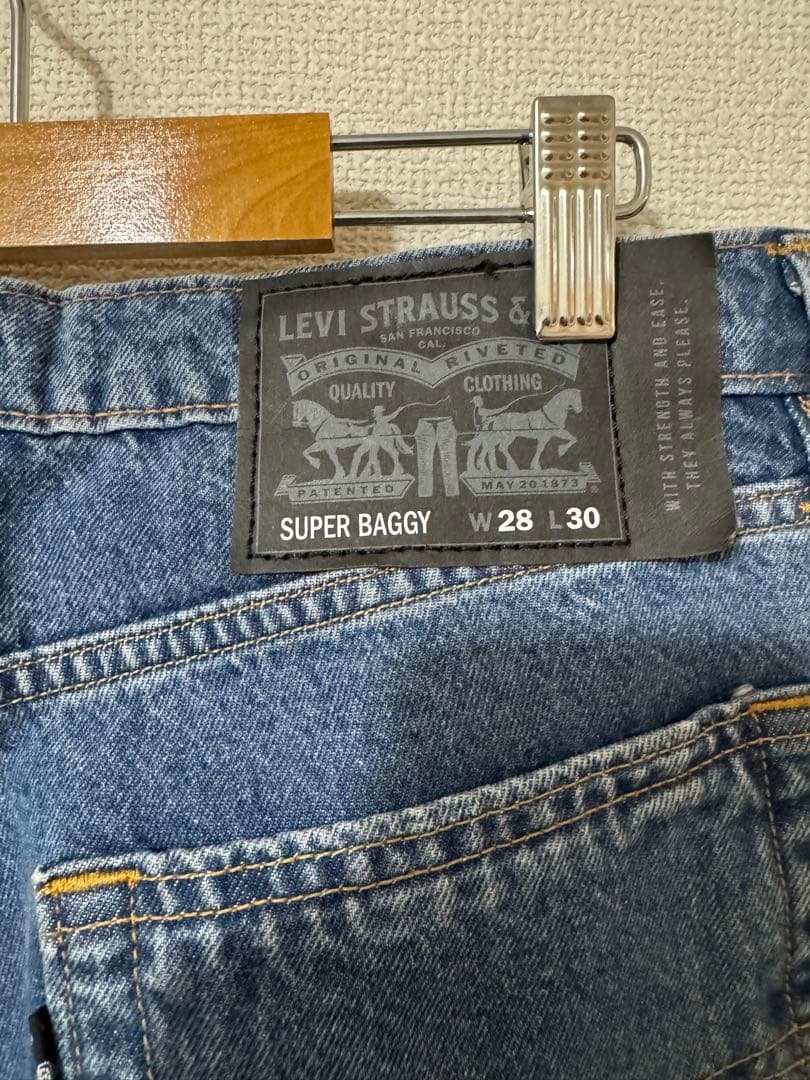 LEVI STRAUSS &
SAN FRANCISCO
CAL.
ORIGINAL RIVETED
QUALITY CLOTHING
PATENTED MAY 20 1873
SUPER BAGGY W 28 L 30
WITH STRENGTH AND EASE,
THEY ALWAYS PLEASE.